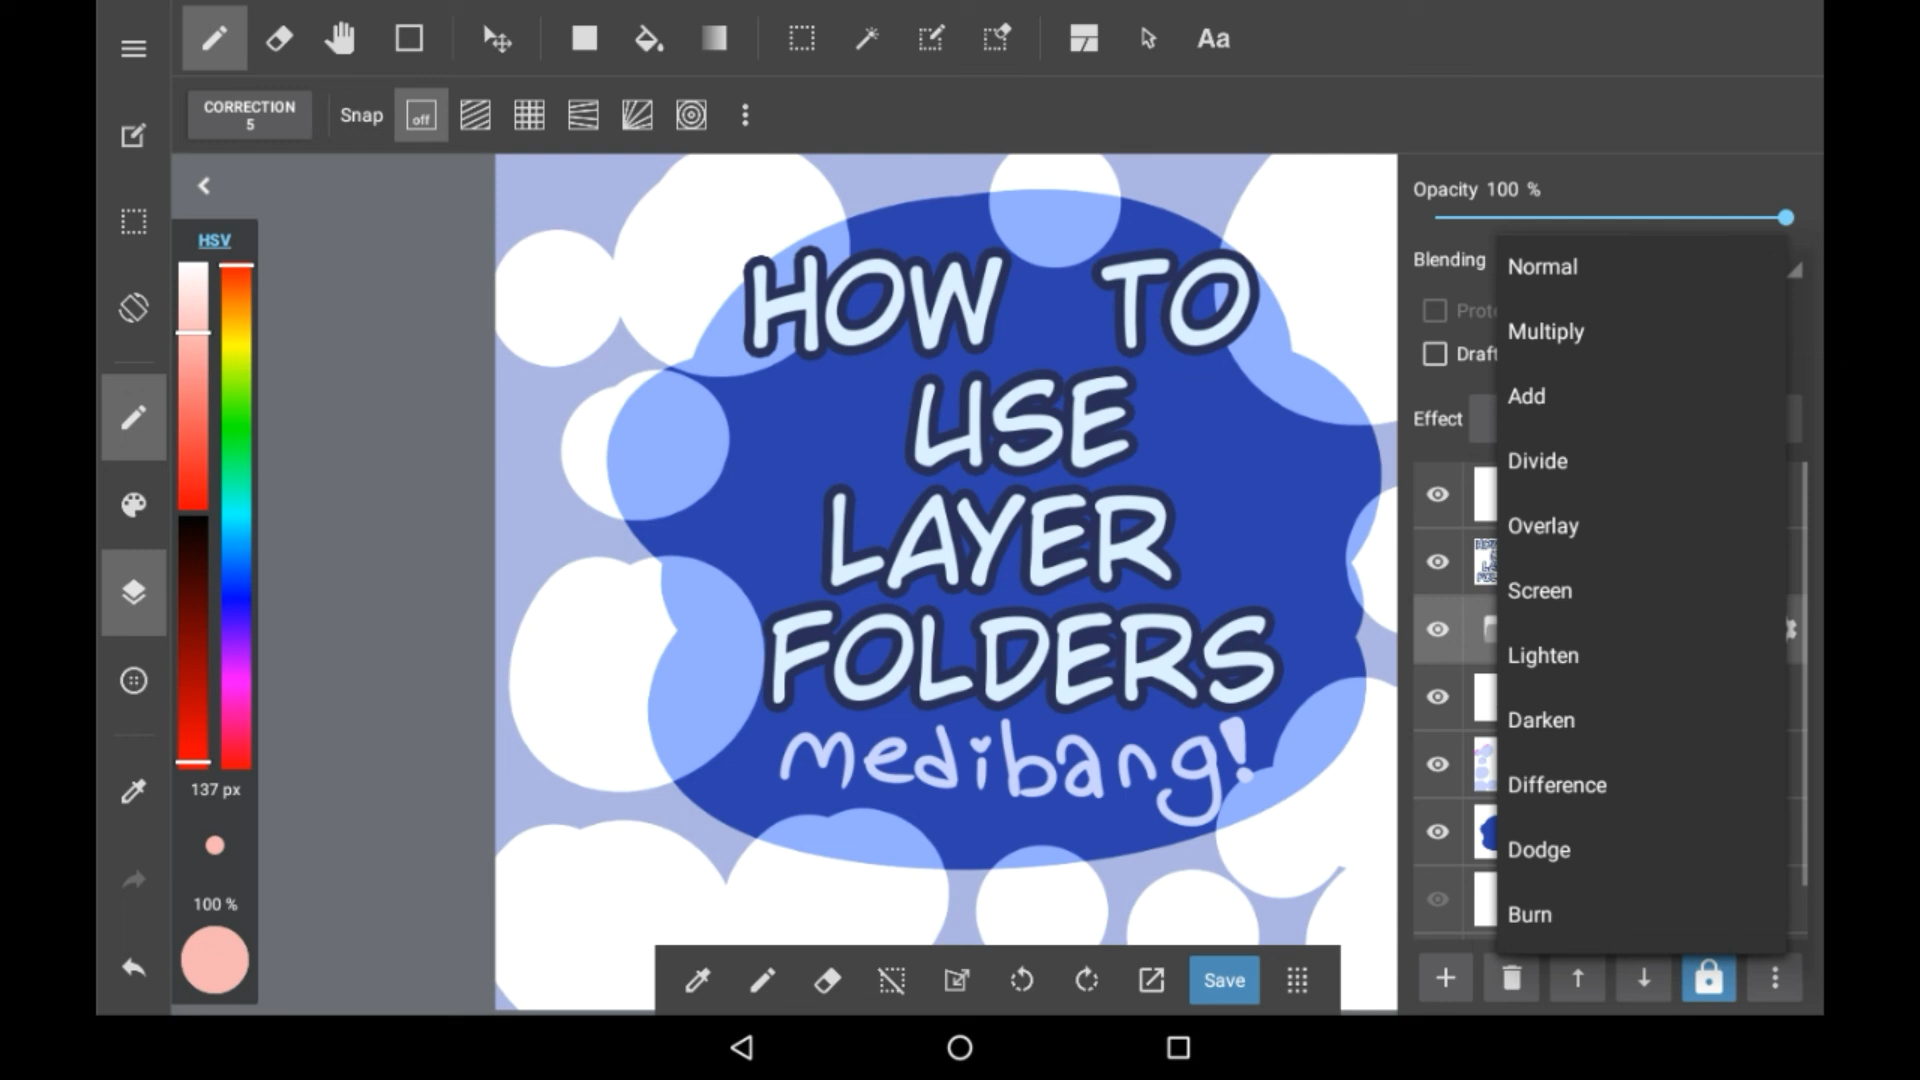 Aa
CORRECTION
5
Snap
off
HSV
137 px
100 %
HOW TO
USE
LAYER
FOLDERS
medibang!
Save
Opacity 100 %
Blending
Draft
Effect
Normal
Multiply
Add
Divide
Overlay
Screen
Lighten
Darken
Difference
Dodge
Burn